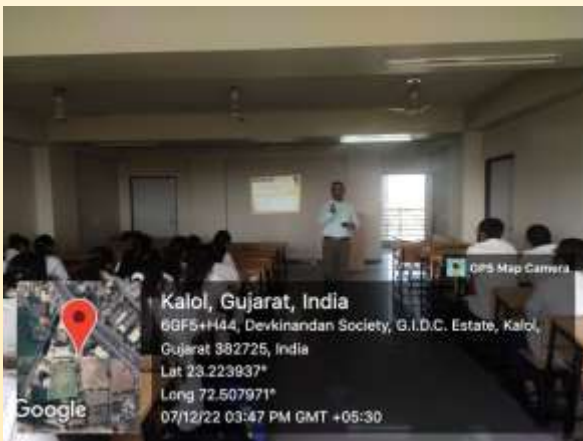 GPS Map Camera
Kalol, Gujarat, India
6GF5+H44, Devkinandan Society, G.I.D.C. Estate, Kalol,
Gujarat 382725, India
Lat 23.223937°
Long 72.507971°
07/12/22 03:47 PM GMT +05:30
Google